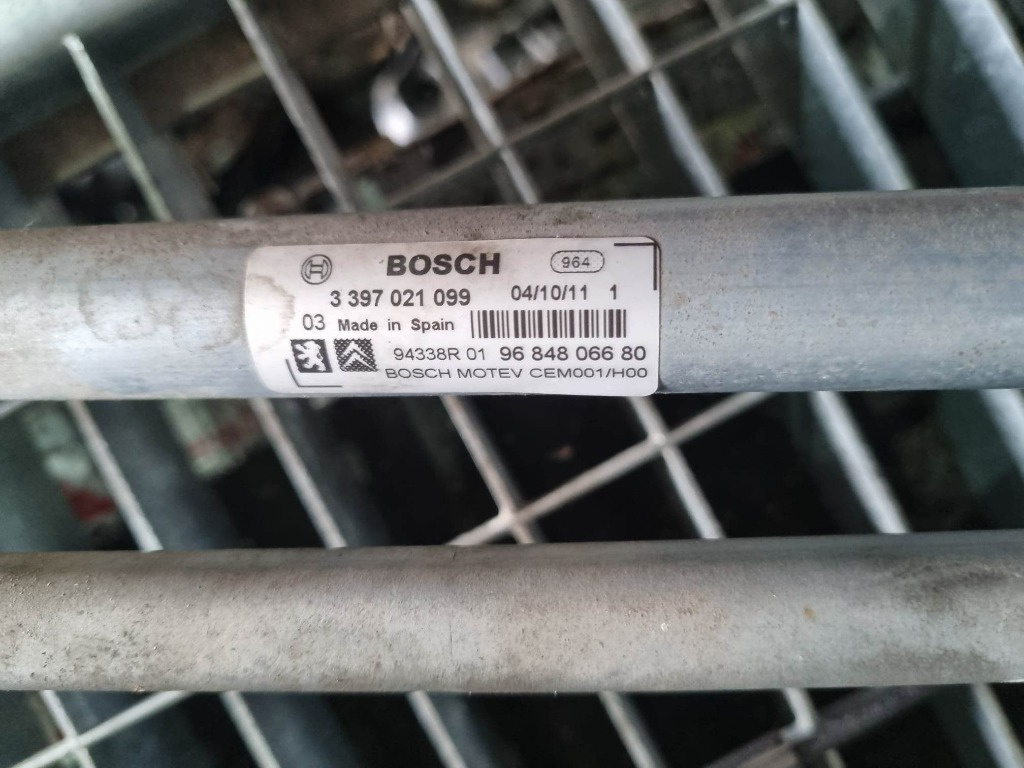 BOSCH 964
3 397 021 099 04/10/11 1
03 Made in Spain
94338R 01 96 848 066 80
BOSCH MOTEV CEM001/H00